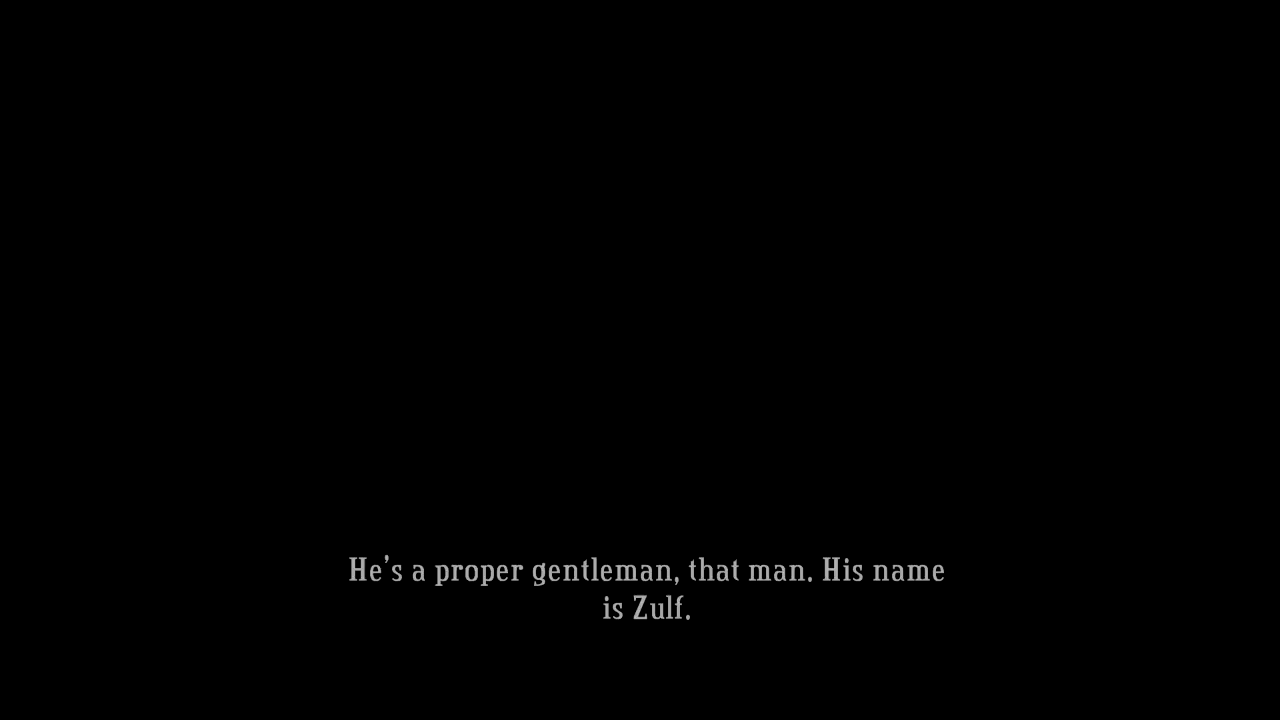 He's a proper gentleman, that man. His name
is Zulf.